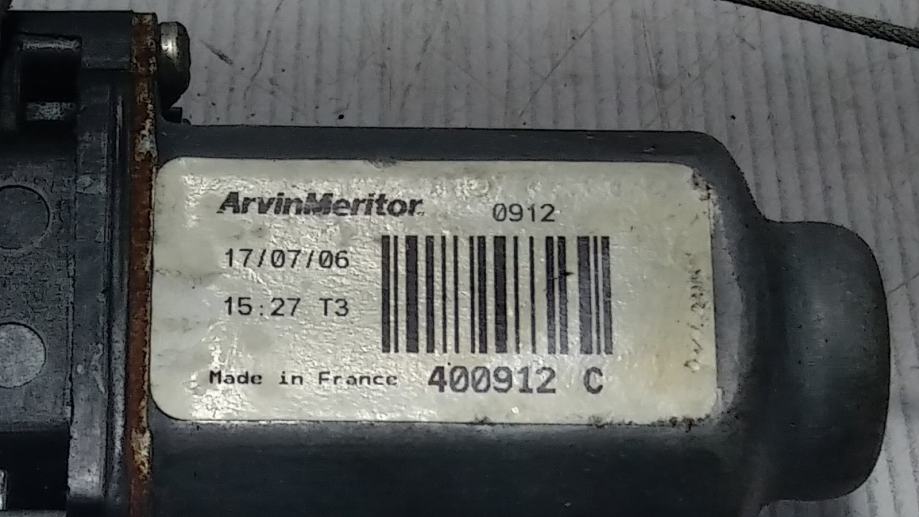 ArvinMeritor 0912
17/07/06
15:27 T3
Made in France 400912 C